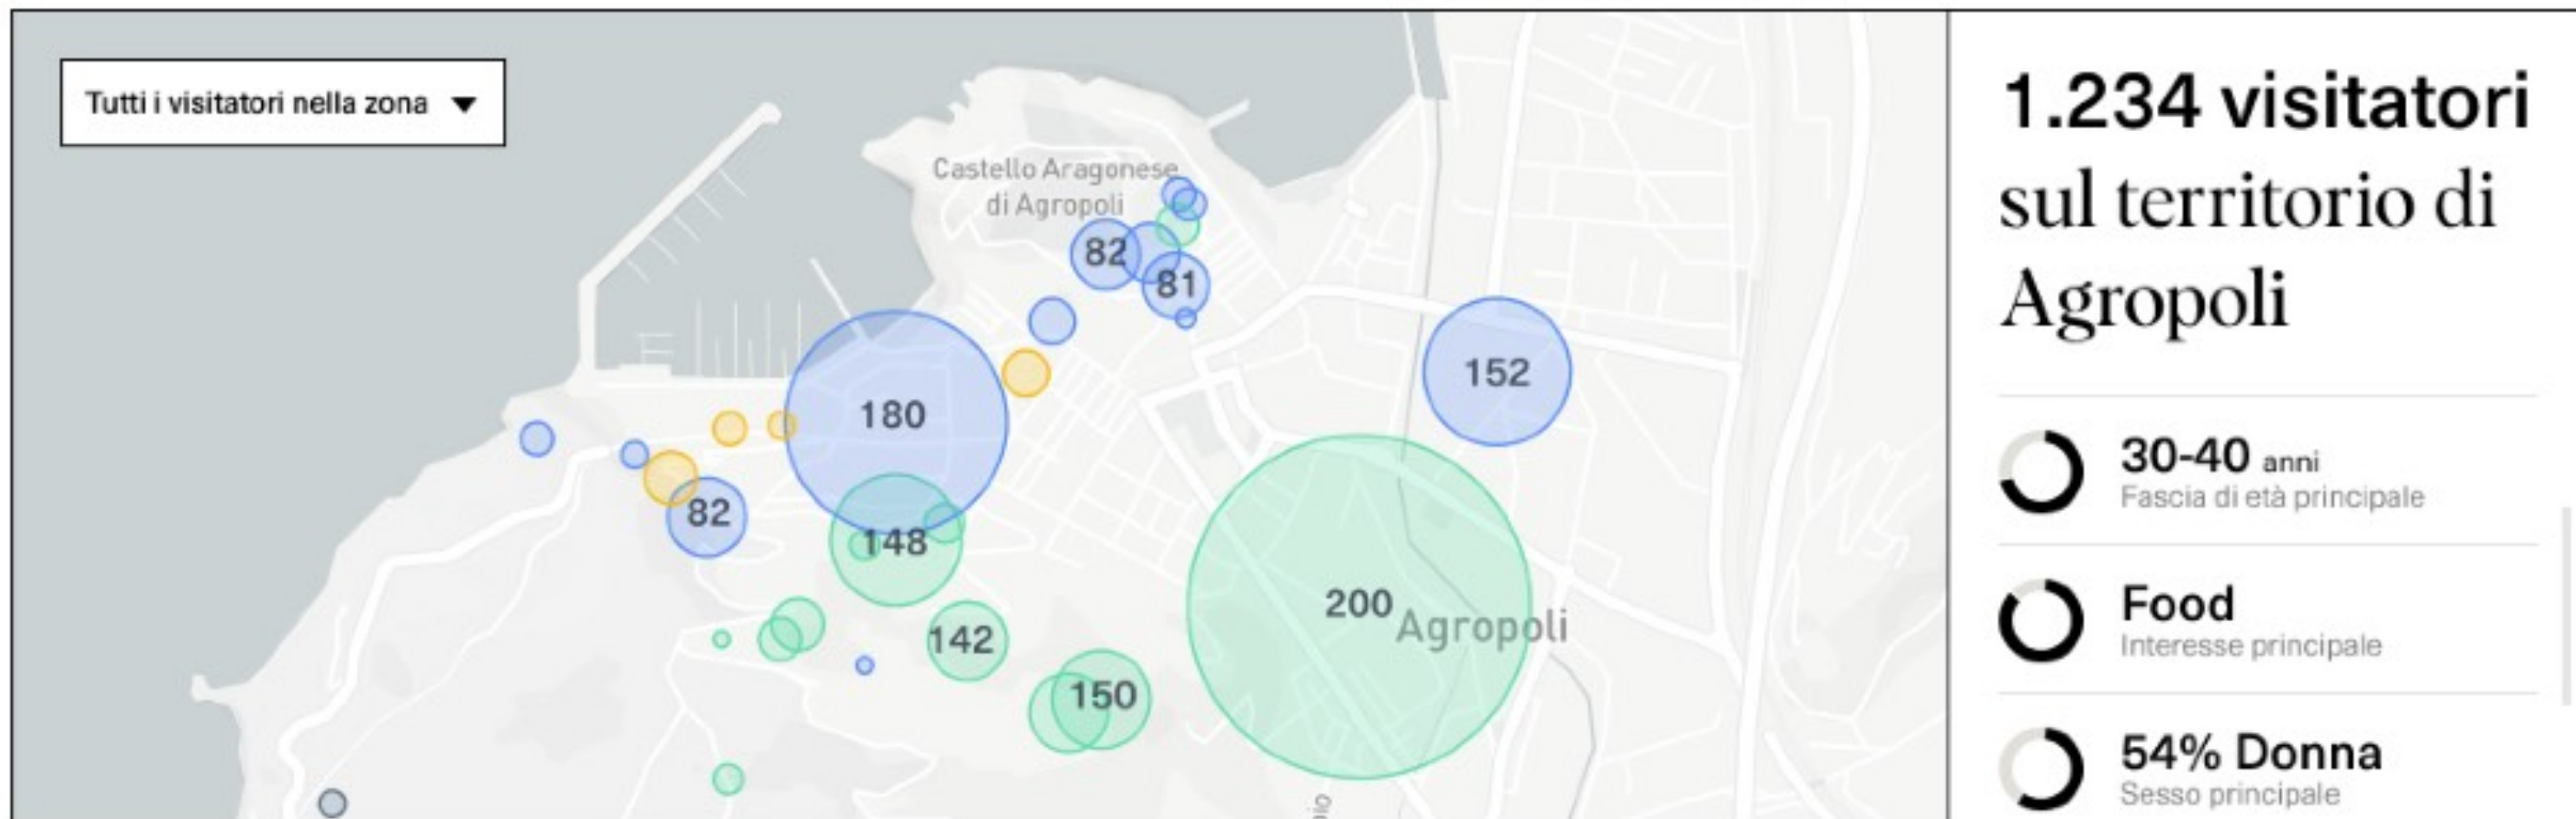 Tutti i visitatori nella zona
Castello Aragonese
di Agropoli
82
81
180
152
82
148
200
Agropoli
142
150
1.234 visitatori
sul territorio di
Agropoli
30-40 anni
Fascia di età principale
Food
Interesse principale
54% Donna
Sesso principale